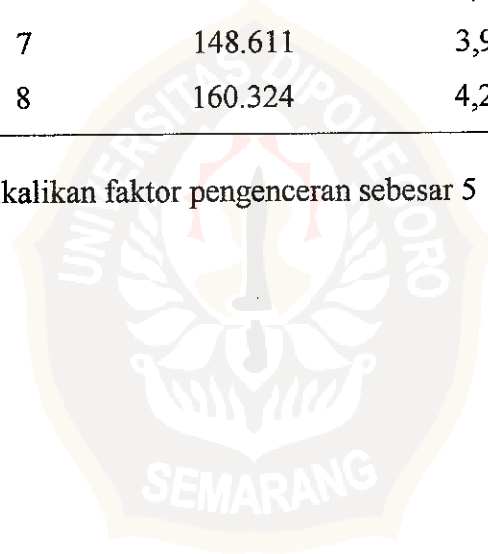 7 148.611 3,9
8 160.324 4,2
kalikan faktor pengenceran sebesar 5
UNIVERSITAS DIPONEGORO
SEMARANG